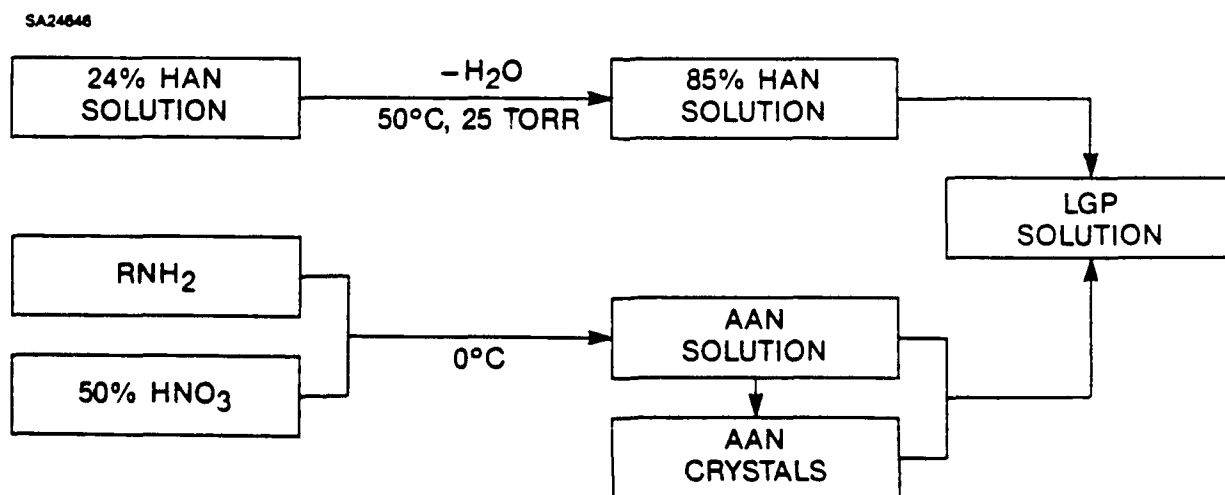 SA24646
24% HAN
SOLUTION
–H2O
50°C, 25 TORR
85% HAN
SOLUTION
LGP
SOLUTION
RNH2
50% HNO3
0°C
AAN
SOLUTION
AAN
CRYSTALS